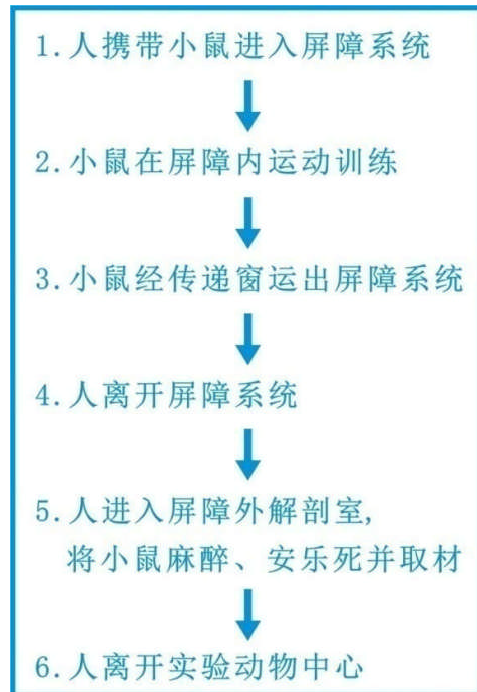 1.人携带小鼠进入屏障系统
2.小鼠在屏障内运动训练
3.小鼠经传递窗运出屏障系统
4.人离开屏障系统
5.人进入屏障外解剖室,
将小鼠麻醉、安乐死并取材
6.人离开实验动物中心